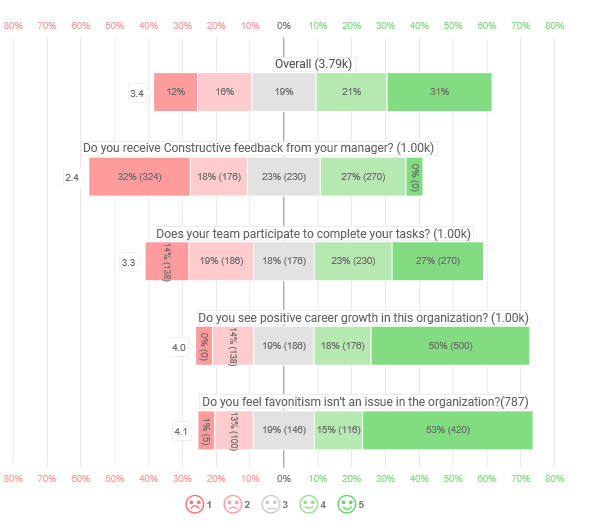 80% 70% 60% 50% 40% 30% 20% 10% 0% 10% 20% 30% 40% 50% 60% 70% 80%
Overall (3.79k)
3.4 12% 16% 19% 21% 31%
Do you receive Constructive feedback from your manager? (1.00k)
2.4 32% (324) 18% (176) 23% (230) 27% (270) 0% (0)
Does your team participate to complete your tasks? (1.00k)
3.3 14% (138) 19% (186) 18% (176) 23% (230) 27% (270)
Do you see positive career growth in this organization? (1.00k)
4.0 0% (0) 14% (138) 19% (186) 18% (176) 50% (500)
Do you feel favonitism isn't an issue in the organization?(787)
4.1 1% (5) 13% (100) 19% (146) 15% (116) 53% (420)
80% 70% 60% 50% 40% 30% 20% 10% 0% 10% 20% 30% 40% 50% 60% 70% 80%
1 2 3 4 5